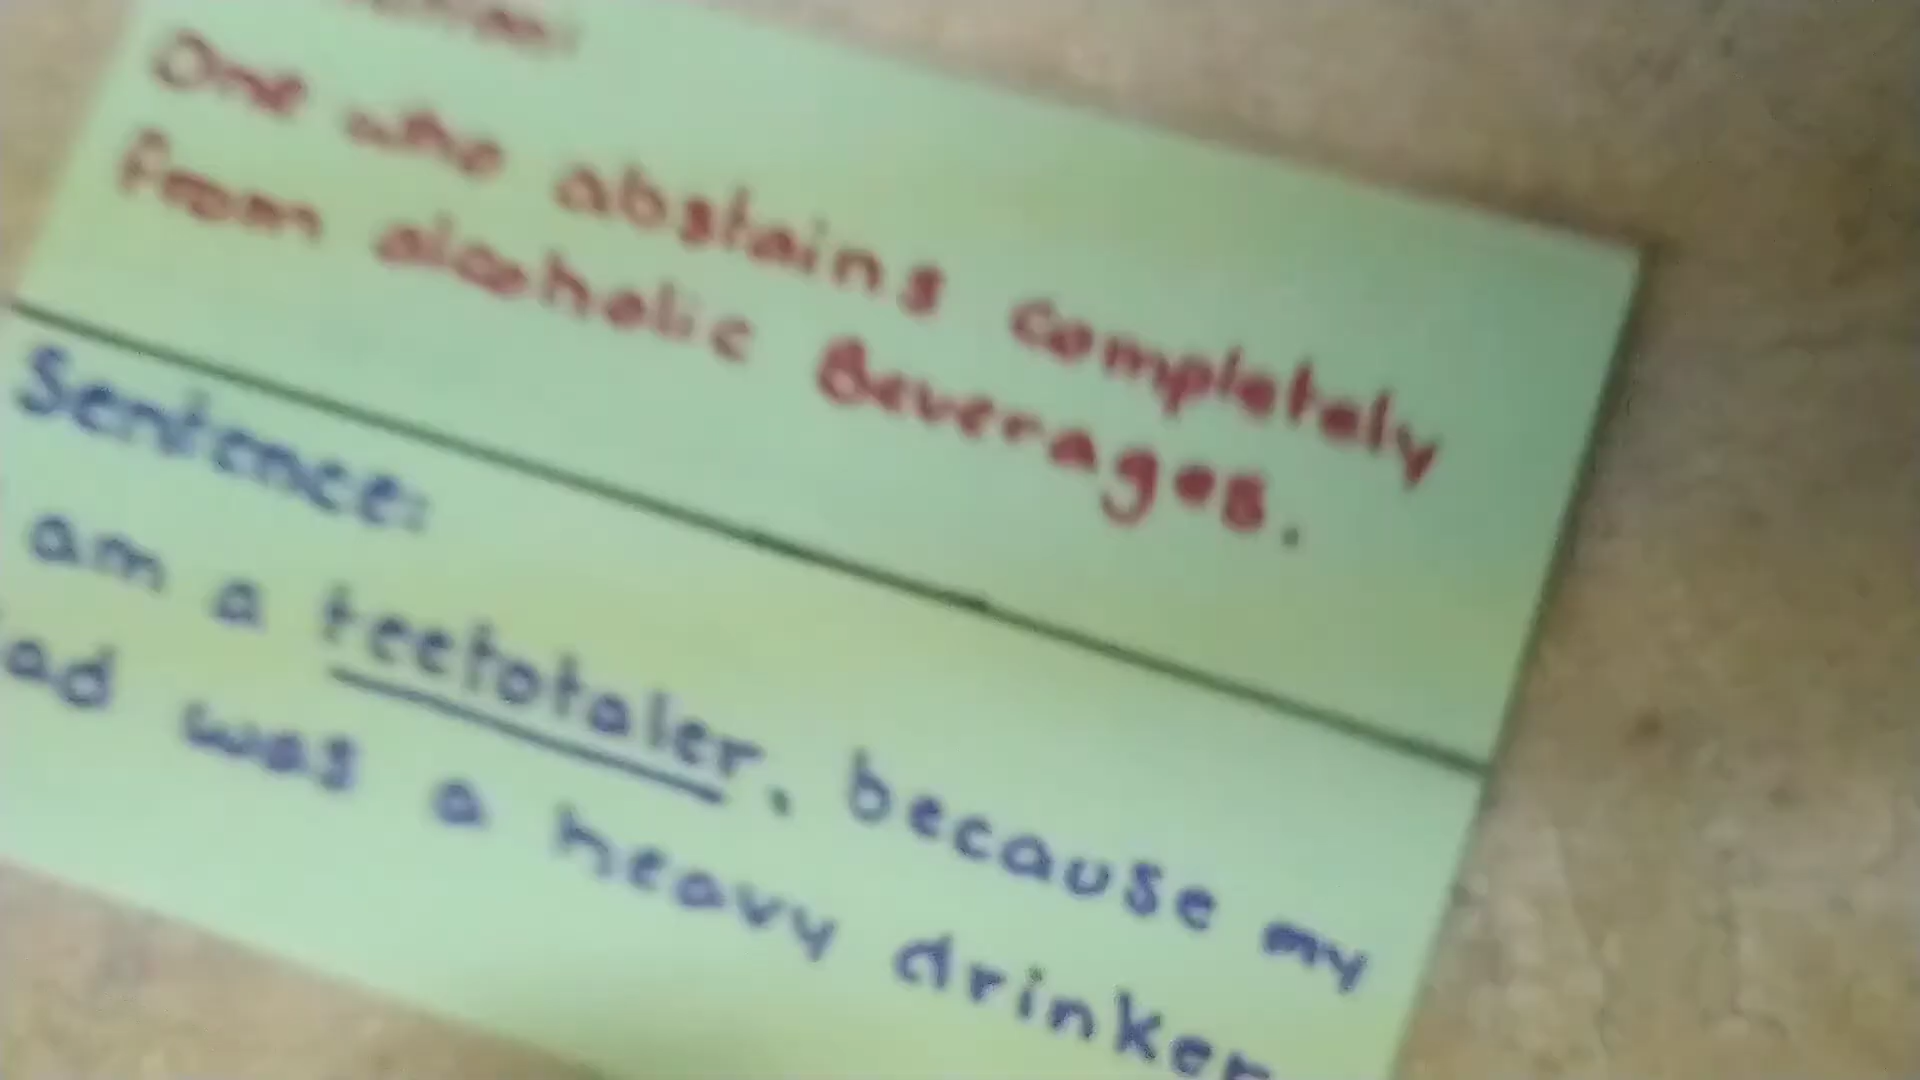 One who abstains completely
from alcoholic Beverages.
Sentence:
am a teetotaler, because my
was a heavy drinker